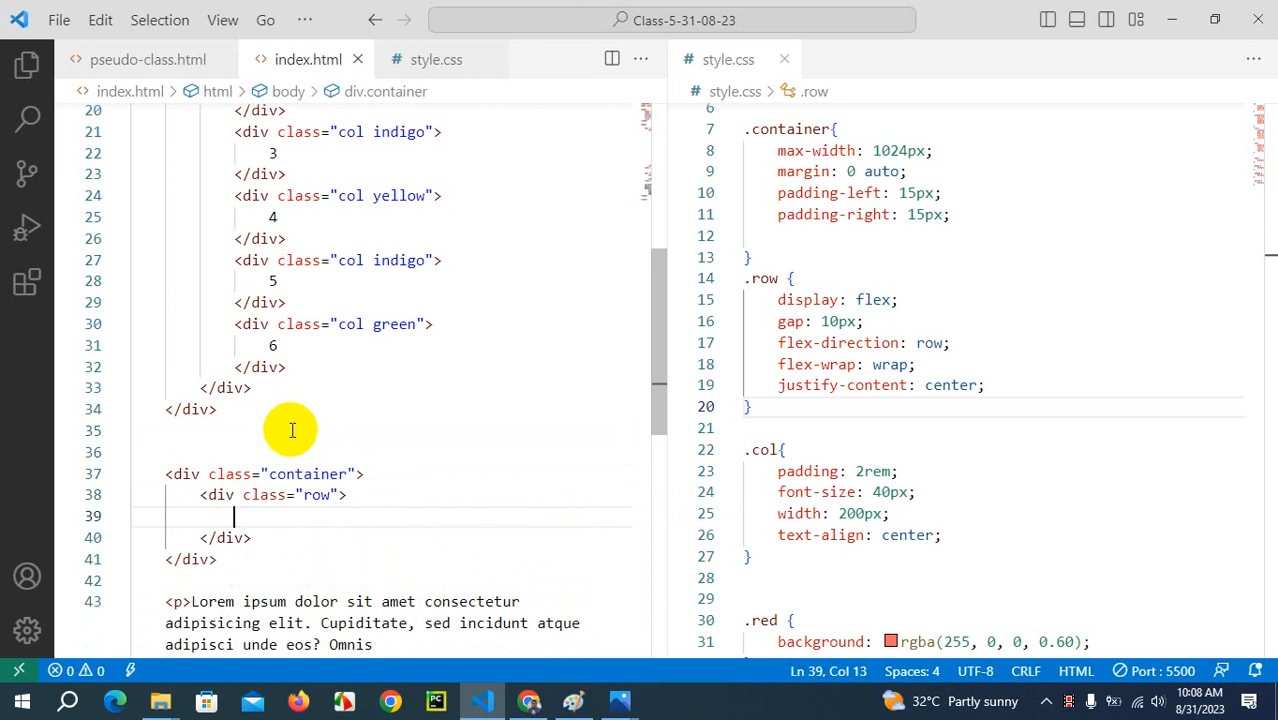 File Edit Selection View Go ··· Class-5-31-08-23
pseudo-class.html index.html style.css
index.html > html > body > div.container
20 </div>
21 <div class="col indigo">
22 3
23 </div>
24 <div class="col yellow">
25 4
26 </div>
27 <div class="col indigo">
28 5
29 </div>
30 <div class="col green">
31 6
32 </div>
33 </div>
34 </div>
35
36
37 <div class="container">
38 <div class="row">
39
40 </div>
41 </div>
42
43 <p>Lorem ipsum dolor sit amet consectetur
adipisicing elit. Cupiditate, sed incidunt atque
adipisci unde eos? Omnis
style.css
style.css > .row
6
7 .container{
8 max-width: 1024px;
9 margin: 0 auto;
10 padding-left: 15px;
11 padding-right: 15px;
12
13 }
14 .row {
15 display: flex;
16 gap: 10px;
17 flex-direction: row;
18 flex-wrap: wrap;
19 justify-content: center;
20 }
21
22 .col{
23 padding: 2rem;
24 font-size: 40px;
25 width: 200px;
26 text-align: center;
27 }
28
29
30 .red {
31 background: rgba(255, 0, 0, 0.60);
0 0 Ln 39, Col 13 Spaces: 4 UTF-8 CRLF HTML Port : 5500
PC 32°C Partly sunny 10:08 AM
8/31/2023